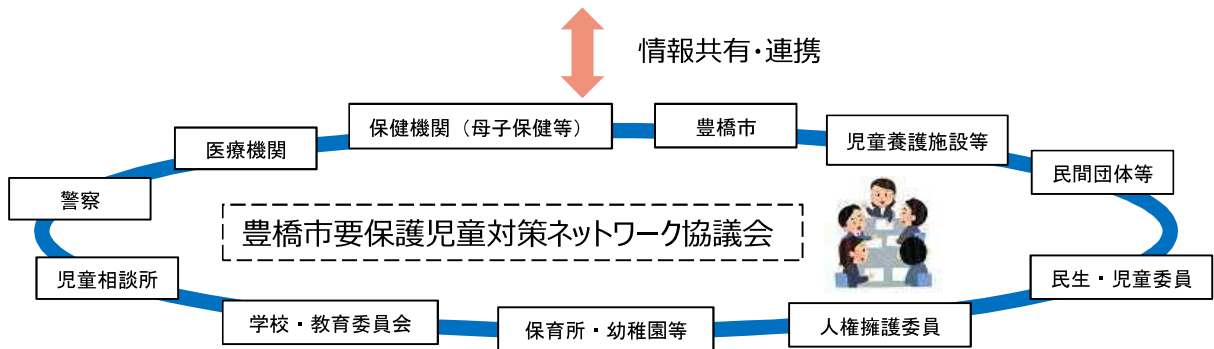 情報共有・連携
保健機関（母子保健等）
豊橋市
医療機関
児童養護施設等
民間団体等
警察
豊橋市要保護児童対策ネットワーク協議会
児童相談所
民生・児童委員
学校・教育委員会
保育所・幼稚園等
人権擁護委員